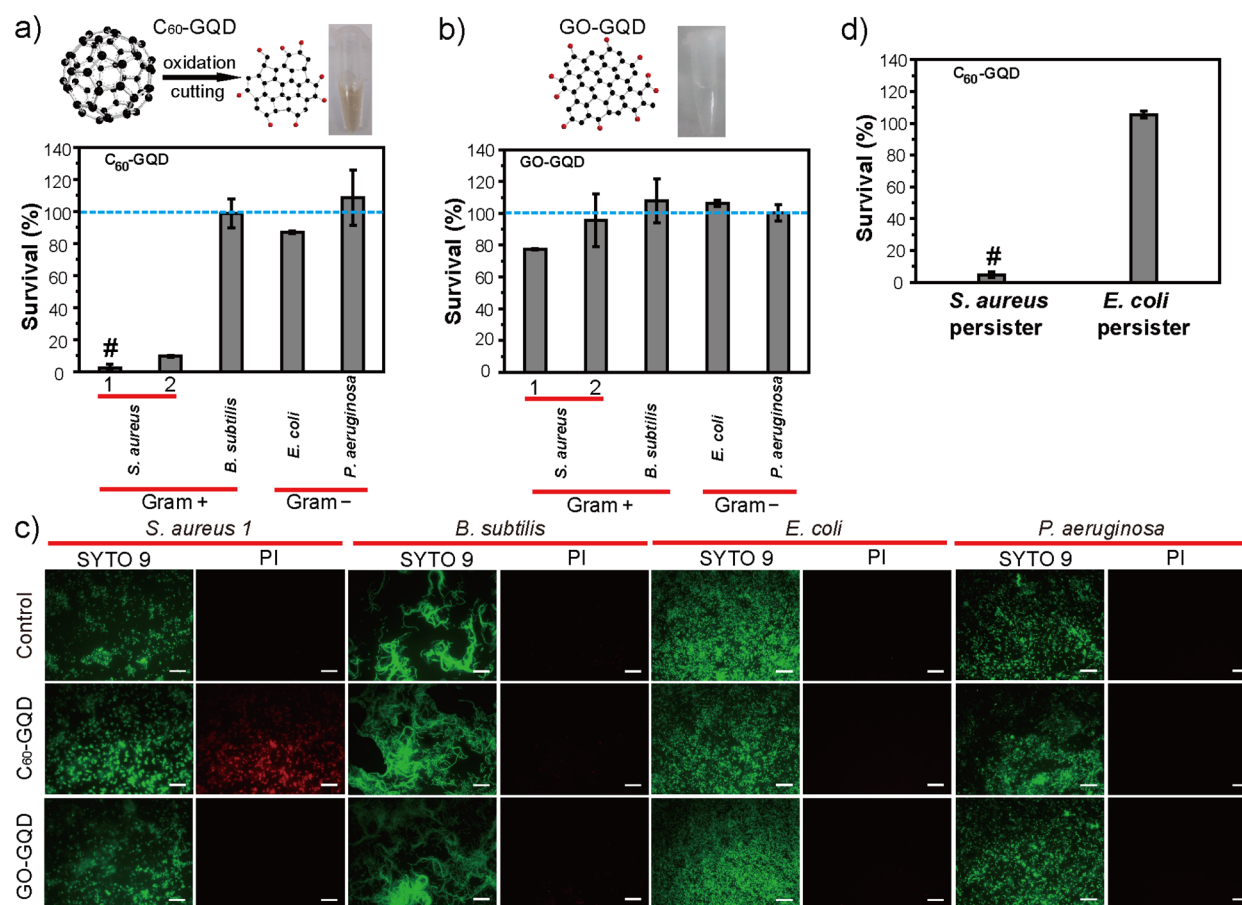 a)
C₆₀-GQD
oxidation
cutting
C₆₀-GQD
Survival (%)
140
120
100
80
60
40
20
0
#
1
2
S. aureus
B. subtilis
E. coli
P. aeruginosa
Gram +
Gram −
b)
GO-GQD
GO-GQD
Survival (%)
140
120
100
80
60
40
20
0
1
2
S. aureus
B. subtilis
E. coli
P. aeruginosa
Gram +
Gram −
d)
C₆₀-GQD
Survival (%)
140
120
100
80
60
40
20
0
#
S. aureus
persister
E. coli
persister
c)
S. aureus 1
B. subtilis
E. coli
P. aeruginosa
SYTO 9
PI
SYTO 9
PI
SYTO 9
PI
SYTO 9
PI
Control
C₆₀-GQD
GO-GQD